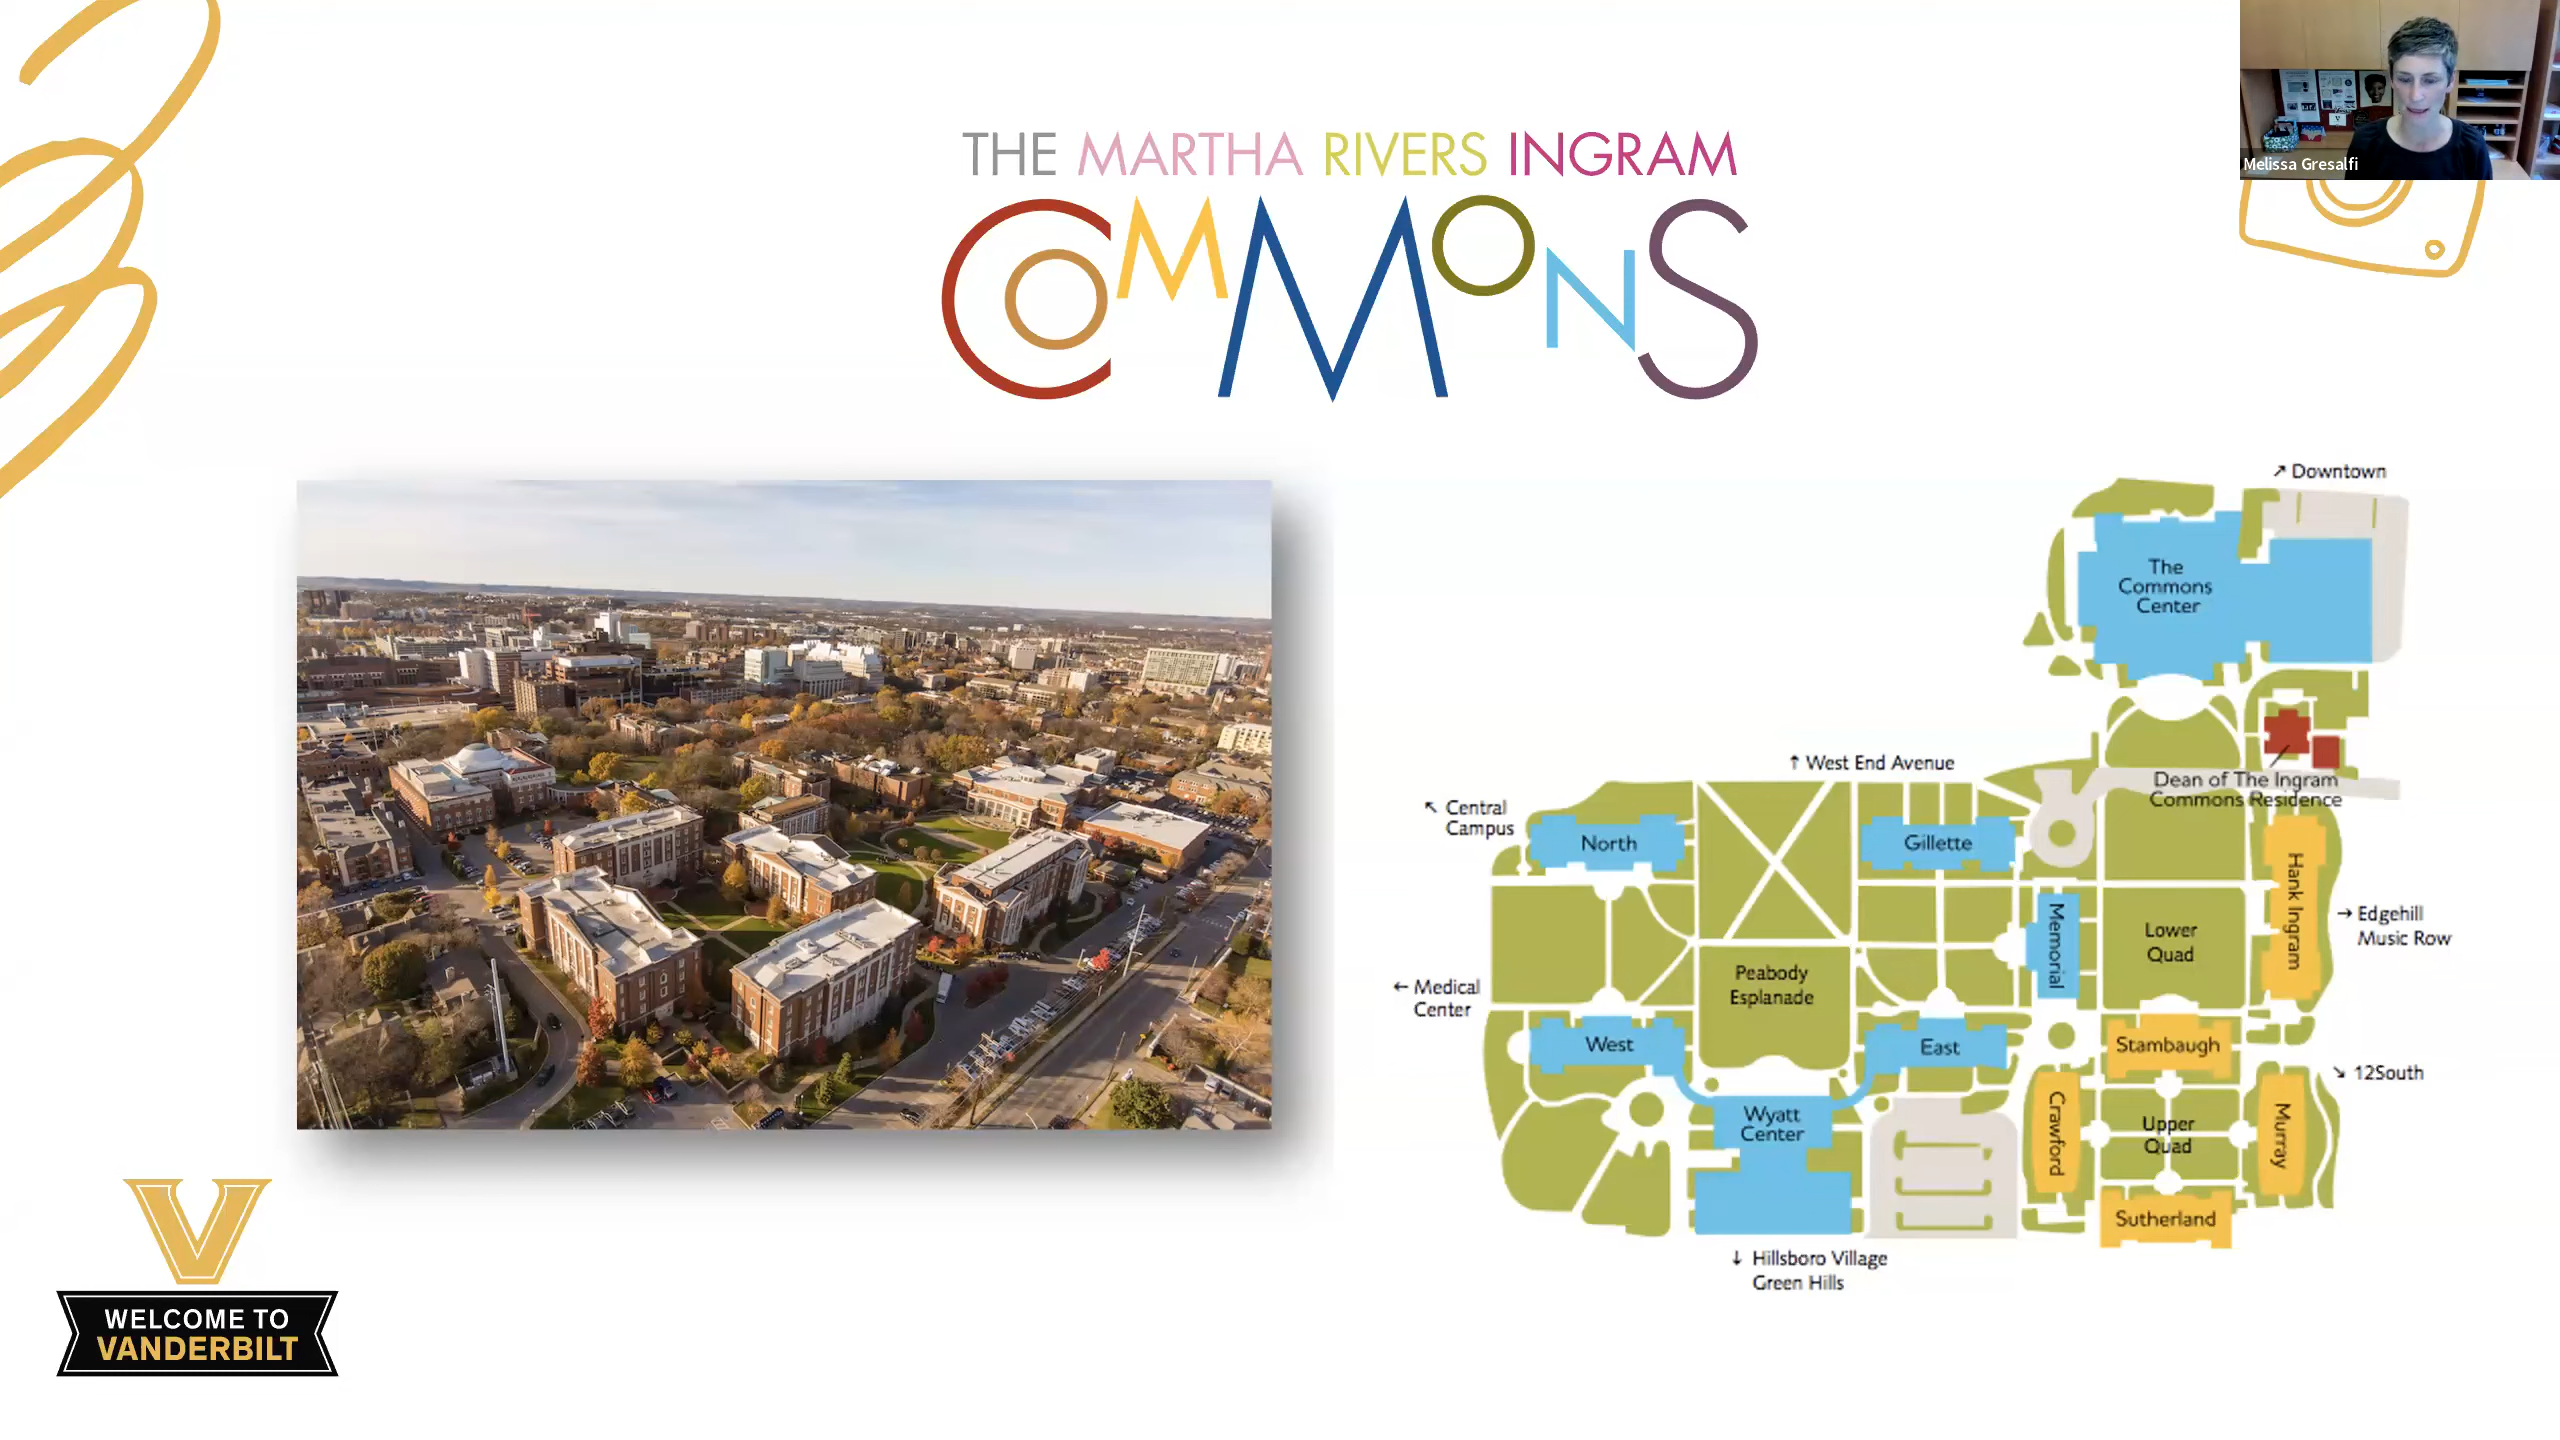 Melissa Gresalfi
THE MARTHA RIVERS INGRAM
COMMONS
↗ Downtown
The
Commons
Center
Dean of The Ingram
Commons Residence
↑ West End Avenue
↖ Central
Campus
North
Gillette
Memorial
Lower
Quad
Hank Ingram
→ Edgehill
Music Row
Peabody
Esplanade
← Medical
Center
West
East
Stambaugh
↘ 12South
Wyatt
Center
Crawford
Upper
Quad
Murray
Sutherland
↓ Hillsboro Village
Green Hills
V
WELCOME TO
VANDERBILT